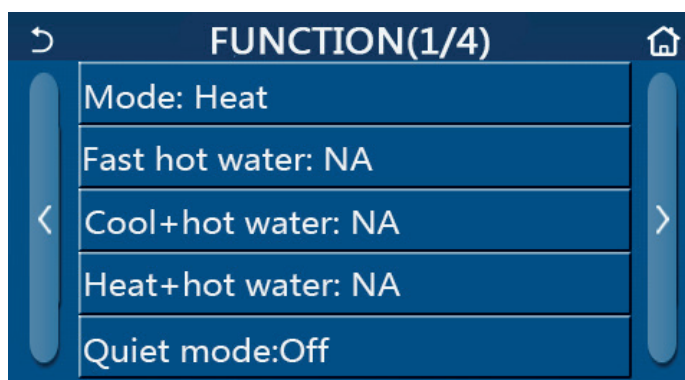 FUNCTION(1/4)
Mode: Heat
Fast hot water: NA
Cool+hot water: NA
Heat+hot water: NA
Quiet mode:Off